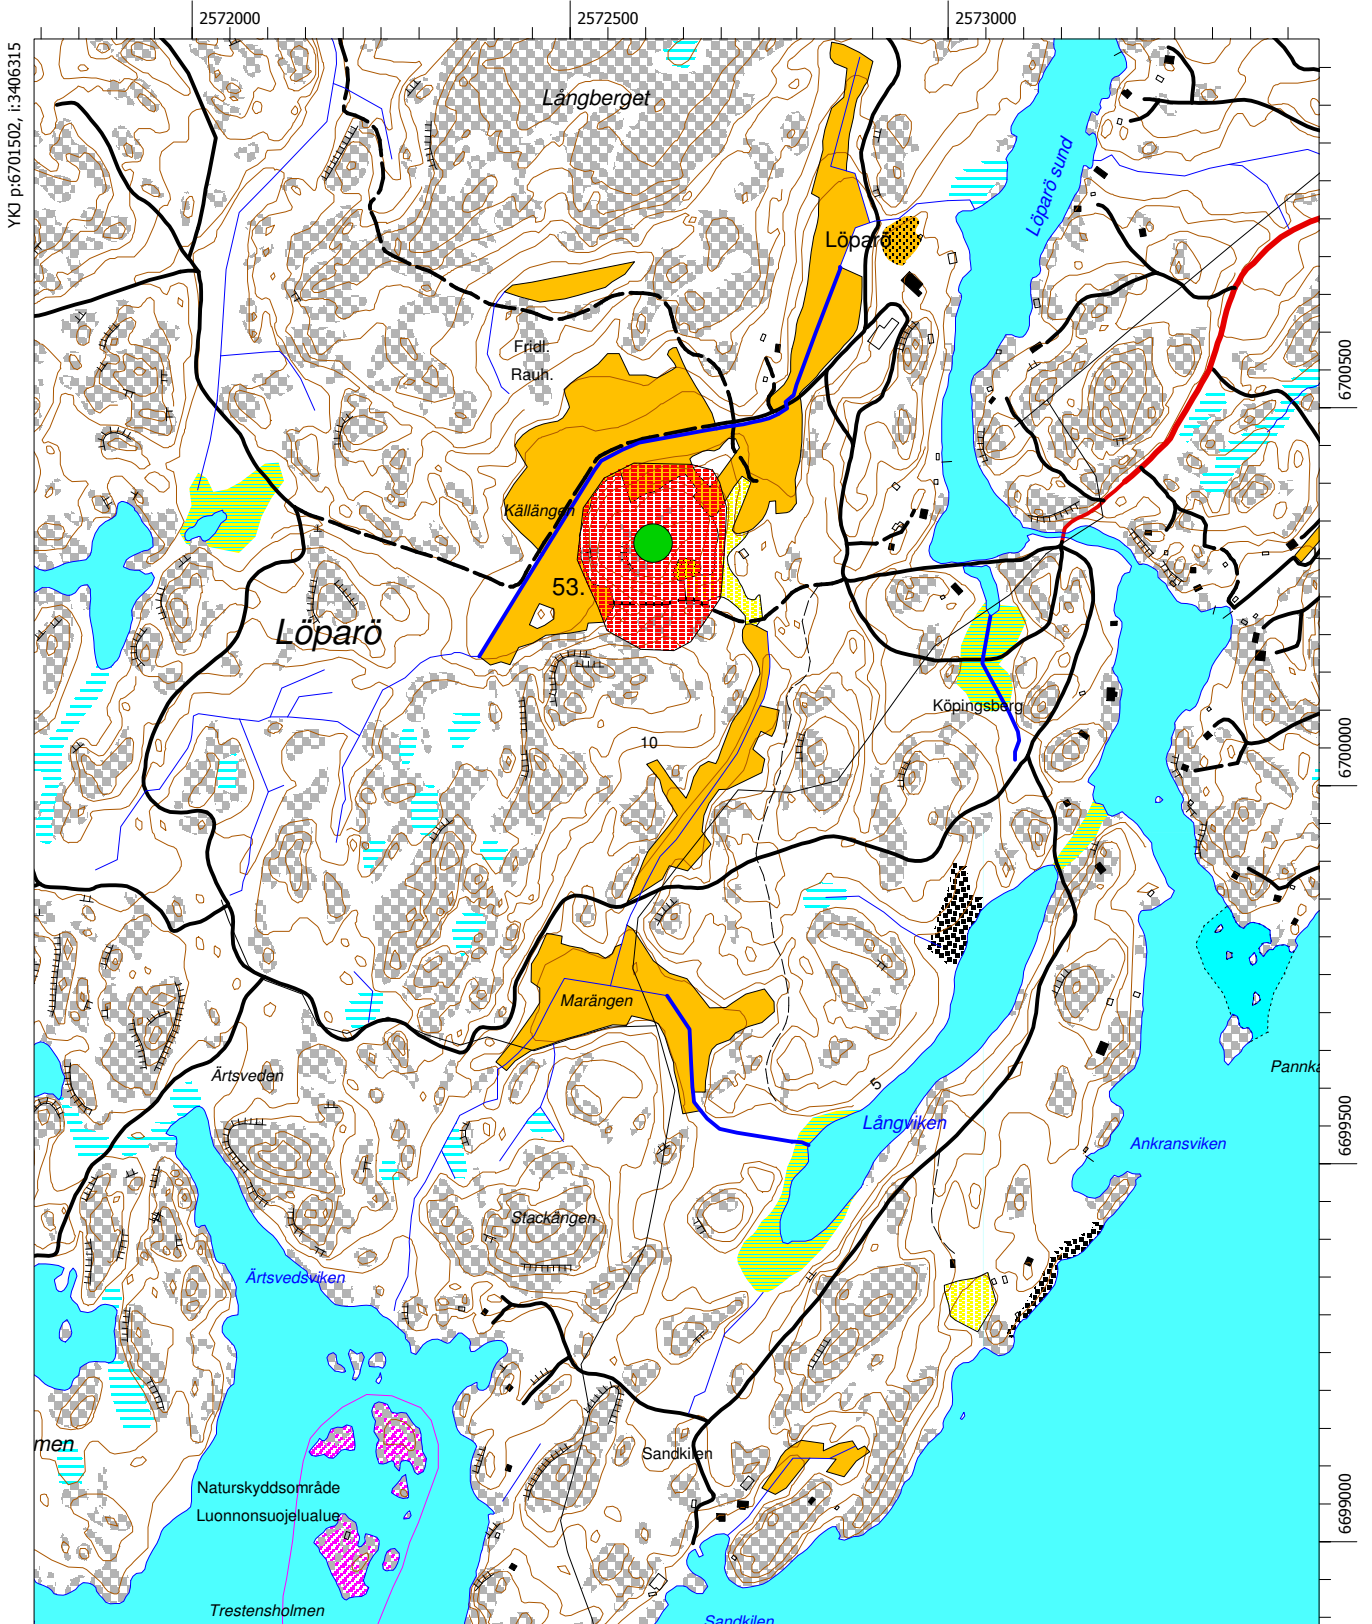 2572000
2572500
2573000
YKJ p:6701502, i:3406315
Långberget
Löparö sund
Löparö
Fridl.
Rauh.
6700500
Källängen
53.
Löparö
Köpingsberg
10
6700000
Marängen
Ärtsveden
5
Långviken
Pannka
Ankransviken
6699500
Stackängen
Ärtsvedsviken
men
Sandkilen
Naturskyddsområde
Luonnonsuojelualue
6699000
Trestensholmen
Sandkilen